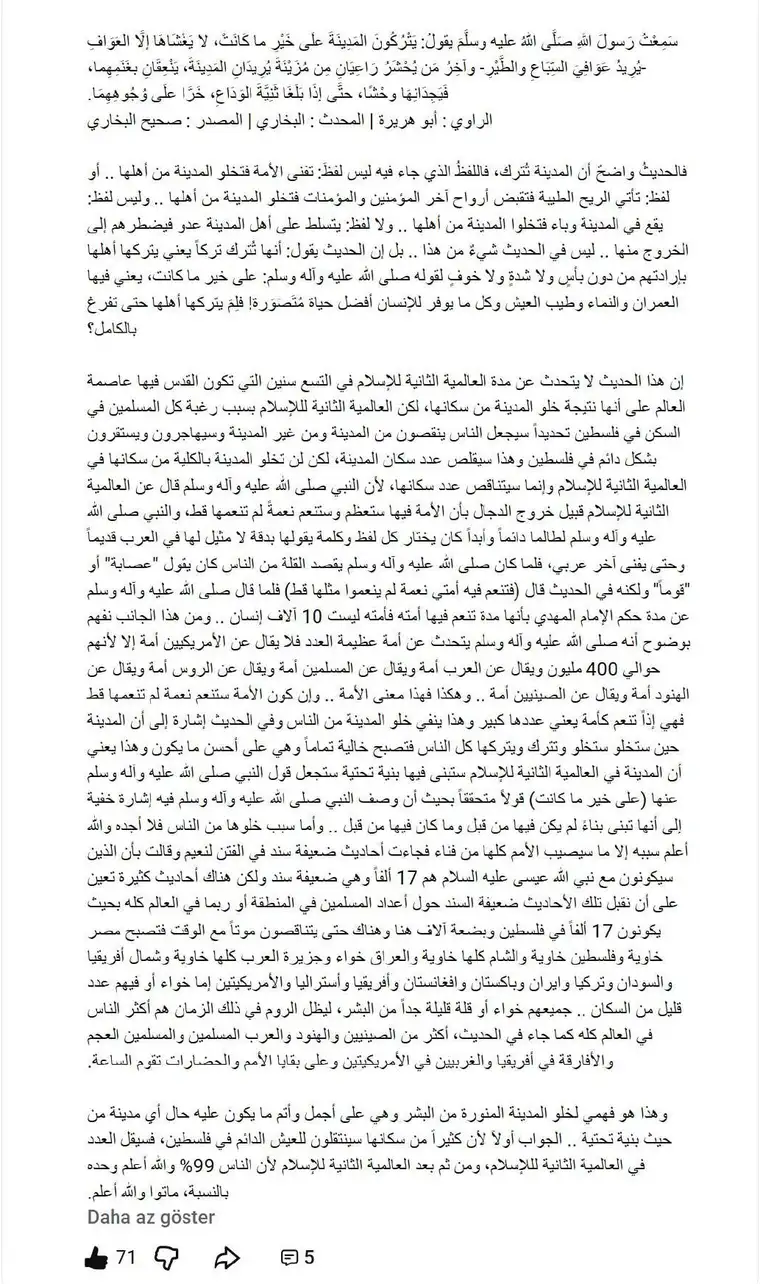 سَمِعْتُ رَسولَ اللهِ صَلَّى اللهُ عليه وسلَّمَ يقولُ: يَتْرُكُونَ المَدِينَةَ علَى خَيْرِ ما كَانَتْ، لا يَغْشَاهَا إلَّا العَوَافِ
-يُرِيدُ عَوَافِيَ السِّبَاعِ والطَّيْرِ- وآخِرُ مَن يُحْشَرُ رَاعِيَانِ مِن مُزَيْنَةَ يُرِيدَانِ المَدِينَةَ، يَنْعِقَانِ بغَنَمِهِما،
فَيَجِدَانِهَا وحْشًا، حتَّى إذَا بَلَغَا ثَنِيَّةَ الوَدَاعِ، خَرَّا علَى وُجُوهِهِمَا.
الراوي : أبو هريرة | المحدث : البخاري | المصدر : صحيح البخاري
فالحديثُ واضحٌ أن المدينة تُترك، فاللفظُ الذي جاء فيه ليس لفظَ: تفنى الأمة فتخلو المدينة من أهلها .. أو
لفظ: تأتي الريح الطيبة فتقبض أرواح آخر المؤمنين والمؤمنات فتخلو المدينة من أهلها .. وليس لفظ:
يقع في المدينة وباء فتخلوا المدينة من أهلها .. ولا لفظ: يتسلط على أهل المدينة عدو فيضطرهم إلى
الخروج منها .. ليس في الحديث شيءٌ من هذا .. بل إن الحديث يقول: أنها تُترك تركاً يعني يتركها أهلها
بإرادتهم من دون بأسٍ ولا شدةٍ ولا خوفٍ لقوله صلى الله عليه وآله وسلم: على خير ما كانت، يعني فيها
العمران والنماء وطيب العيش وكل ما يوفر للإنسان أفضل حياة مُتَصَوَرة! فلِمَ يتركها أهلها حتى تفرغ
بالكامل؟
إن هذا الحديث لا يتحدث عن مدة العالمية الثانية للإسلام في التسع سنين التي تكون القدس فيها عاصمة
العالم على أنها نتيجة خلو المدينة من سكانها، لكن العالمية الثانية لللإسلام بسبب رغبة كل المسلمين في
السكن في فلسطين تحديداً سيجعل الناس ينقصون من المدينة ومن غير المدينة وسيهاجرون ويستقرون
بشكل دائم في فلسطين وهذا سيقلص عدد سكان المدينة، لكن لن تخلو المدينة بالكلية من سكانها في
العالمية الثانية للإسلام وإنما سيتناقص عدد سكانها، لأن النبي صلى الله عليه وآله وسلم قال عن العالمية
الثانية للإسلام قبيل خروج الدجال بأن الأمة فيها ستعظم وستنعم نعمةً لم تنعمها قط، والنبي صلى الله
عليه وآله وسلم لطالما دائماً وأبداً كان يختار كل لفظ وكلمة يقولها بدقة لا مثيل لها في العرب قديماً
وحتى يفنى آخر عربي، فلما كان صلى الله عليه وآله وسلم يقصد القلة من الناس كان يقول "عصابة" أو
"قوماً" ولكنه في الحديث قال (فتنعم فيه أمتي نعمة لم ينعموا مثلها قط) فلما قال صلى الله عليه وآله وسلم
عن مدة حكم الإمام المهدي بأنها مدة تنعم فيها أمته فأمته ليست 10 آلاف إنسان .. ومن هذا الجانب نفهم
بوضوح أنه صلى الله عليه وآله وسلم يتحدث عن أمة عظيمة العدد فلا يقال عن الأمريكيين أمة إلا لأنهم
حوالي 400 مليون ويقال عن العرب أمة ويقال عن المسلمين أمة ويقال عن الروس أمة ويقال عن
الهنود أمة ويقال عن الصينيين أمة .. وهكذا فهذا معنى الأمة .. وإن كون الأمة ستنعم نعمة لم تنعمها قط
فهي إذاً تنعم كأمة يعني عددها كبير وهذا ينفي خلو المدينة من الناس وفي الحديث إشارة إلى أن المدينة
حين ستخلو ستخلو وتترك ويتركها كل الناس فتصبح خالية تماماً وهي على أحسن ما يكون وهذا يعني
أن المدينة في العالمية الثانية للإسلام ستبنى فيها بنية تحتية ستجعل قول النبي صلى الله عليه وآله وسلم
عنها (على خير ما كانت) قولاً متحققاً بحيث أن وصف النبي صلى الله عليه وآله وسلم فيه إشارة خفية
إلى أنها تبنى بناءً لم يكن فيها من قبل وما كان فيها من قبل .. وأما سبب خلوها من الناس فلا أجده والله
أعلم سببه إلا ما سيصيب الأمم كلها من فناء فجاءت أحاديث ضعيفة سند في الفتن لنعيم وقالت بأن الذين
سيكونون مع نبي الله عيسى عليه السلام هم 17 ألفاً وهي ضعيفة سند ولكن هناك أحاديث كثيرة تعين
على أن نقبل تلك الأحاديث ضعيفة السند حول أعداد المسلمين في المنطقة أو ربما في العالم كله بحيث
يكونون 17 ألفاً في فلسطين وبضعة آلاف هنا وهناك حتى يتناقصون موتاً مع الوقت فتصبح مصر
خاوية وفلسطين خاوية والشام كلها خاوية والعراق خواء وجزيرة العرب كلها خاوية وشمال أفريقيا
والسودان وتركيا وايران وباكستان وافغانستان وأفريقيا وأستراليا والأمريكيتين إما خواء أو فيهم عدد
قليل من السكان .. جميعهم خواء أو قلة قليلة جداً من البشر، ليظل الروم في ذلك الزمان هم أكثر الناس
في العالم كله كما جاء في الحديث، أكثر من الصينيين والهنود والعرب المسلمين والمسلمين العجم
والأفارقة في أفريقيا والغربيين في الأمريكيتين وعلى بقايا الأمم والحضارات تقوم الساعة.
وهذا هو فهمي لخلو المدينة المنورة من البشر وهي على أجمل وأتم ما يكون عليه حال أي مدينة من
حيث بنية تحتية .. الجواب أولاً لأن كثيراً من سكانها سينتقلون للعيش الدائم في فلسطين، فسيقل العدد
في العالمية الثانية لللإسلام، ومن ثم بعد العالمية الثانية للإسلام لأن الناس 99% والله أعلم وحده
بالنسبة، ماتوا والله أعلم.
Daha az göster
71 5